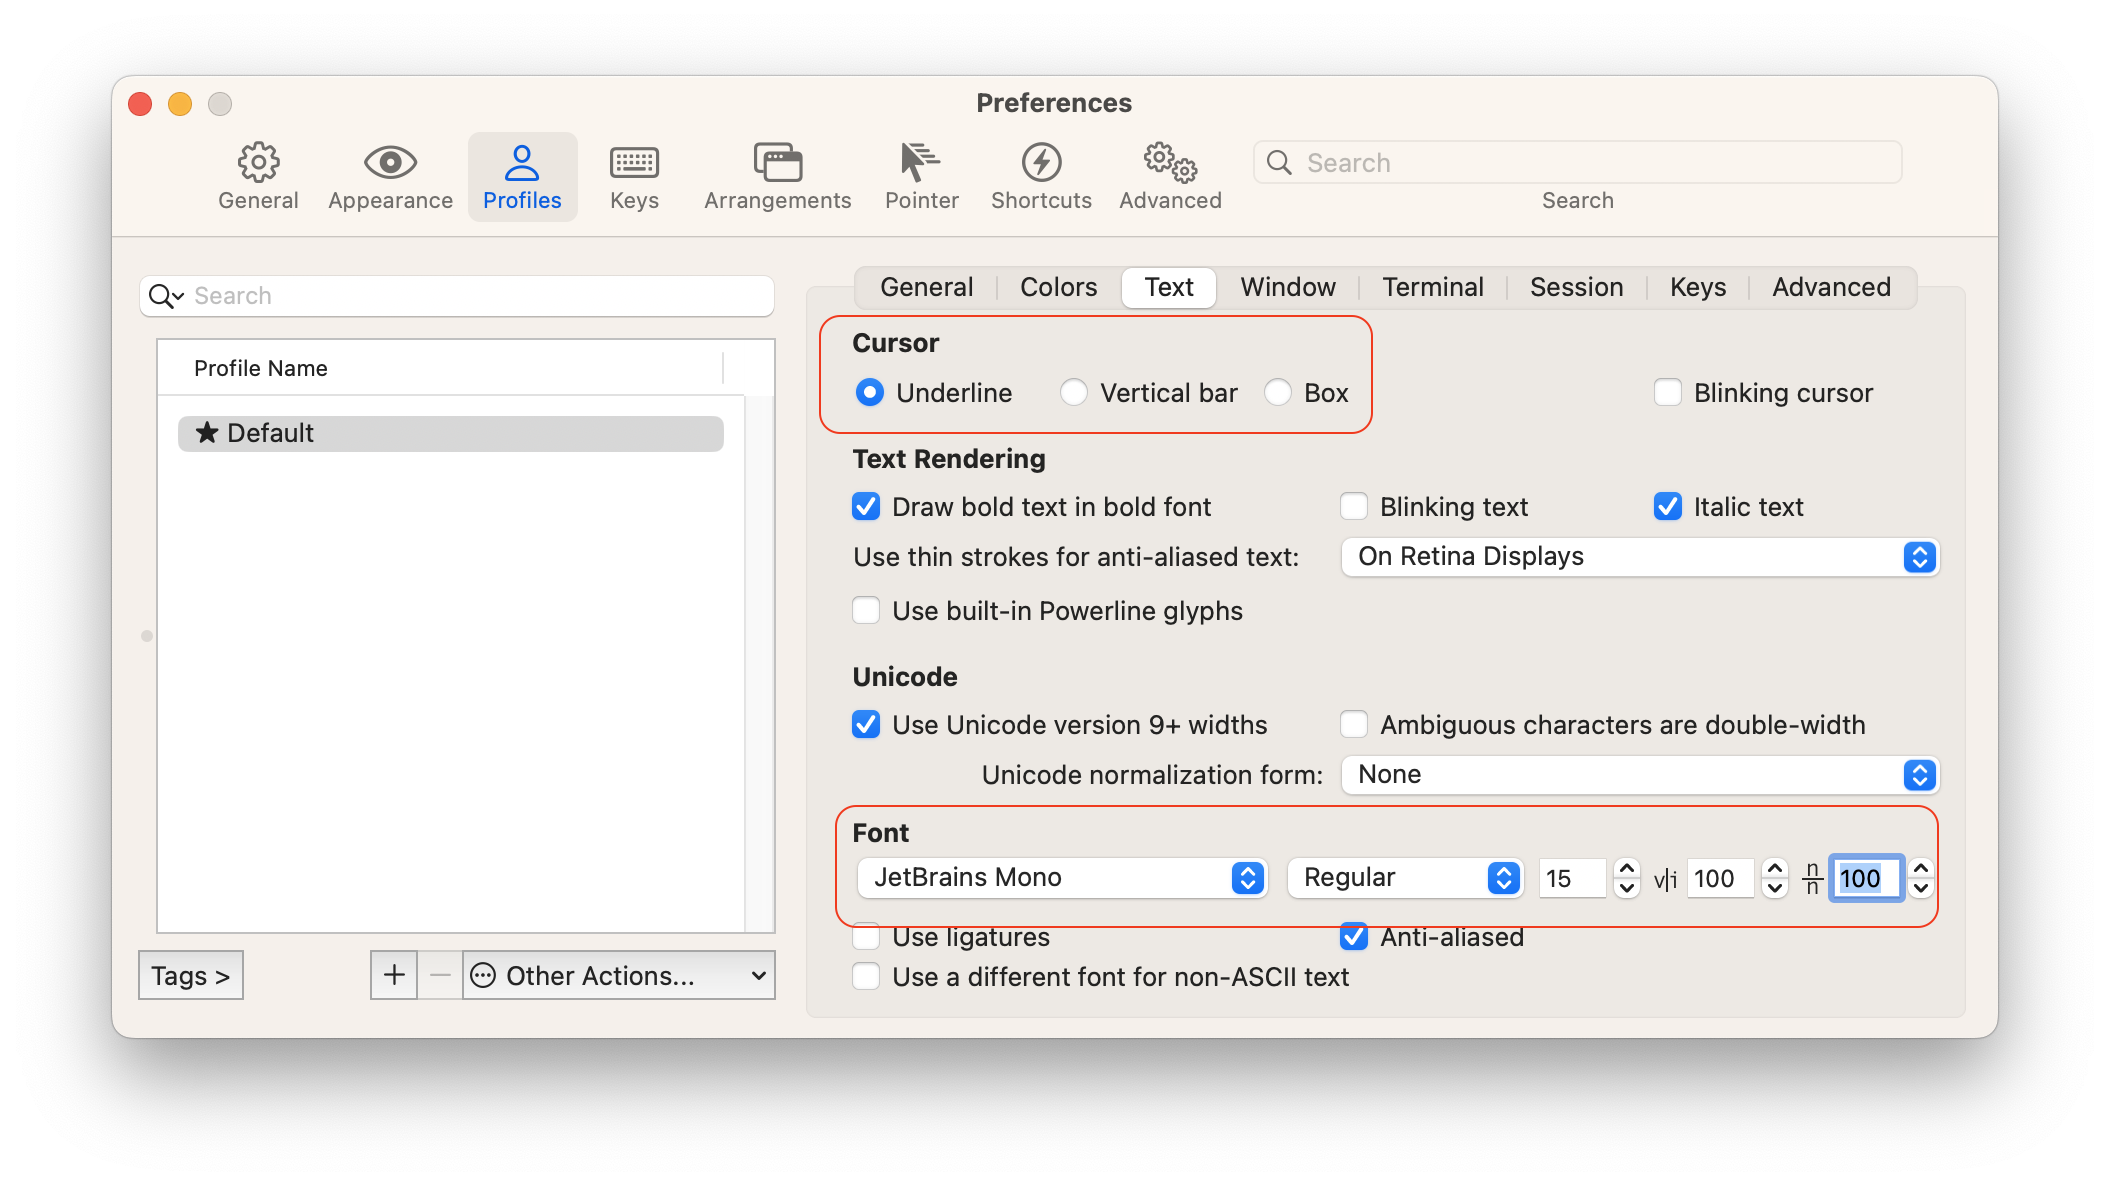 Preferences
General Appearance Profiles Keys Arrangements Pointer Shortcuts Advanced Search
Search
Search
Profile Name
★ Default
Tags >
+ − Other Actions...
General Colors Text Window Terminal Session Keys Advanced
Cursor
Underline Vertical bar Box Blinking cursor
Text Rendering
Draw bold text in bold font Blinking text Italic text
Use thin strokes for anti-aliased text: On Retina Displays
Use built-in Powerline glyphs
Unicode
Use Unicode version 9+ widths Ambiguous characters are double-width
Unicode normalization form: None
Font
JetBrains Mono Regular 15 v|i 100 n/n 100
Use ligatures Anti-aliased
Use a different font for non-ASCII text